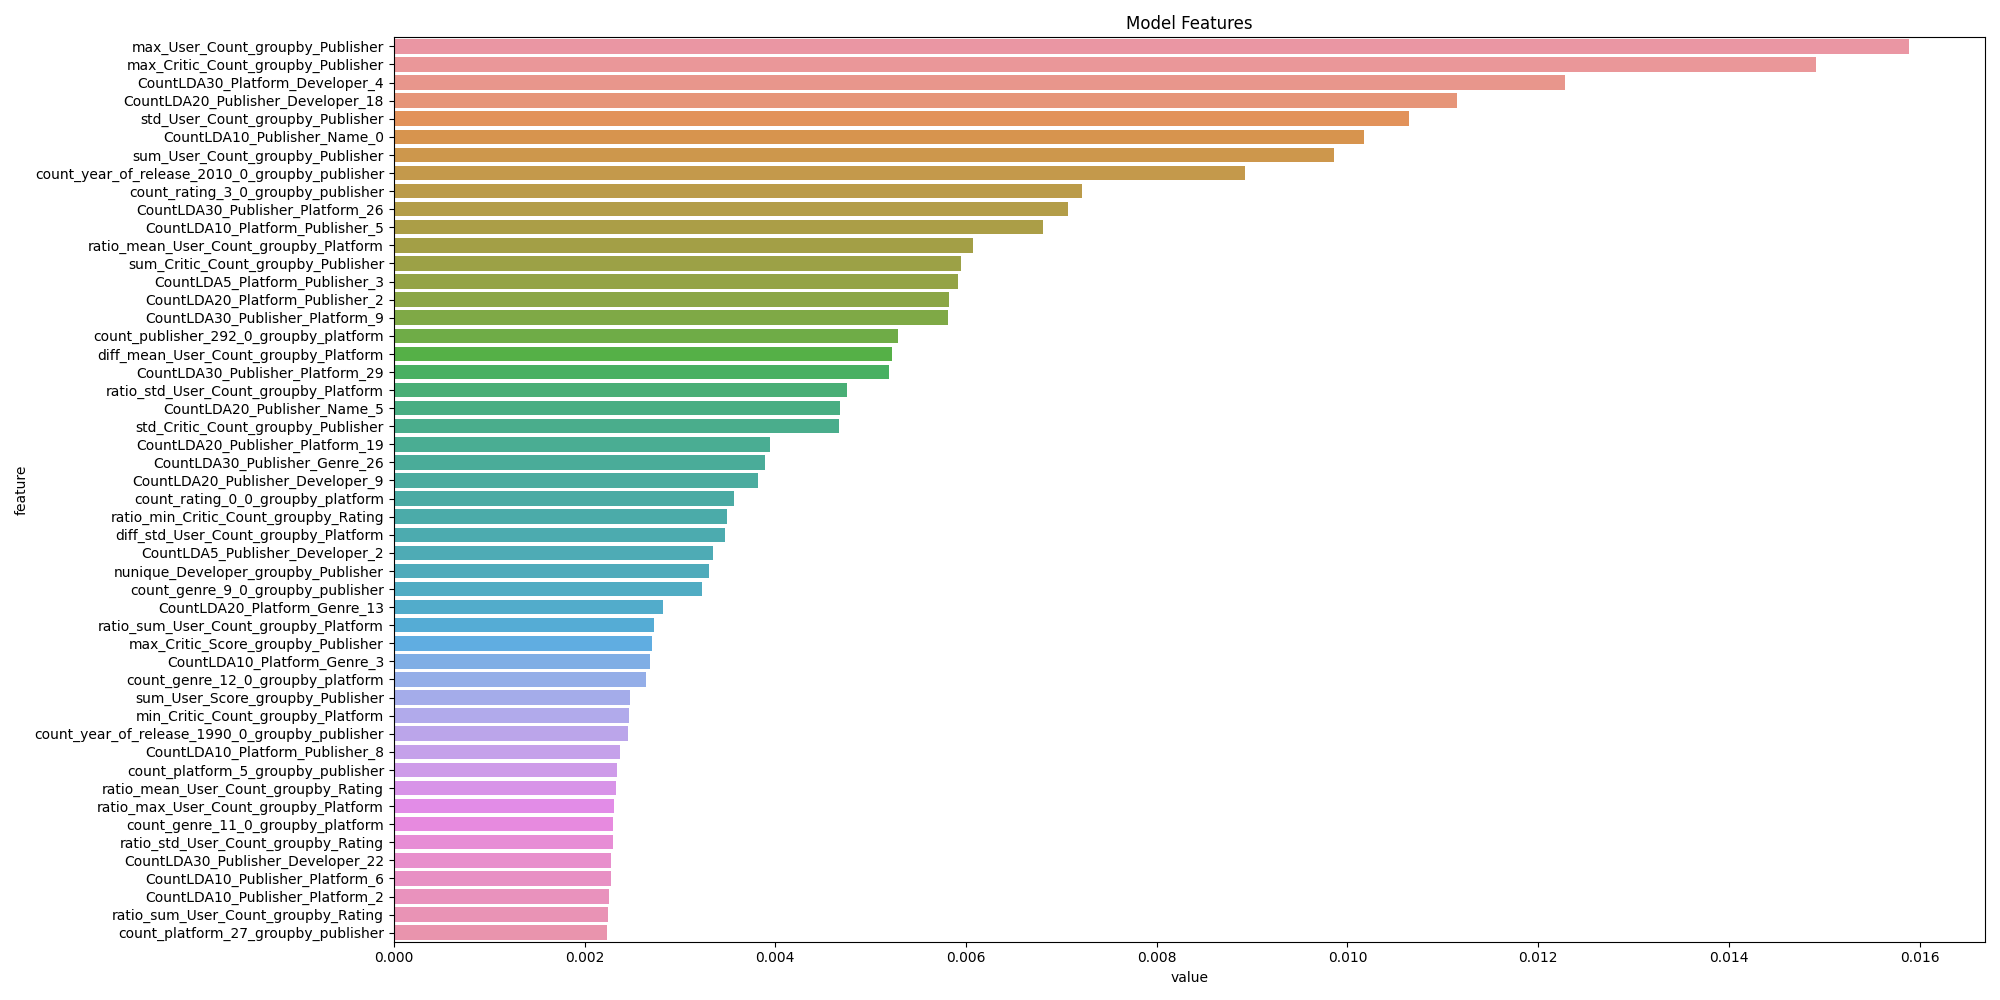 Model Features
max_User_Count_groupby_Publisher
max_Critic_Count_groupby_Publisher
CountLDA30_Platform_Developer_4
CountLDA20_Publisher_Developer_18
std_User_Count_groupby_Publisher
CountLDA10_Publisher_Name_0
sum_User_Count_groupby_Publisher
count_year_of_release_2010_0_groupby_publisher
count_rating_3_0_groupby_publisher
CountLDA30_Publisher_Platform_26
CountLDA10_Platform_Publisher_5
ratio_mean_User_Count_groupby_Platform
sum_Critic_Count_groupby_Publisher
CountLDA5_Platform_Publisher_3
CountLDA20_Platform_Publisher_2
CountLDA30_Publisher_Platform_9
count_publisher_292_0_groupby_platform
diff_mean_User_Count_groupby_Platform
CountLDA30_Publisher_Platform_29
ratio_std_User_Count_groupby_Platform
CountLDA20_Publisher_Name_5
std_Critic_Count_groupby_Publisher
CountLDA20_Publisher_Platform_19
CountLDA30_Publisher_Genre_26
CountLDA20_Publisher_Developer_9
count_rating_0_0_groupby_platform
ratio_min_Critic_Count_groupby_Rating
diff_std_User_Count_groupby_Platform
CountLDA5_Publisher_Developer_2
nunique_Developer_groupby_Publisher
count_genre_9_0_groupby_publisher
CountLDA20_Platform_Genre_13
ratio_sum_User_Count_groupby_Platform
max_Critic_Score_groupby_Publisher
CountLDA10_Platform_Genre_3
count_genre_12_0_groupby_platform
sum_User_Score_groupby_Publisher
min_Critic_Count_groupby_Platform
count_year_of_release_1990_0_groupby_publisher
CountLDA10_Platform_Publisher_8
count_platform_5_groupby_publisher
ratio_mean_User_Count_groupby_Rating
ratio_max_User_Count_groupby_Platform
count_genre_11_0_groupby_platform
ratio_std_User_Count_groupby_Rating
CountLDA30_Publisher_Developer_22
CountLDA10_Publisher_Platform_6
CountLDA10_Publisher_Platform_2
ratio_sum_User_Count_groupby_Rating
count_platform_27_groupby_publisher
feature
0.000 0.002 0.004 0.006 0.008 0.010 0.012 0.014 0.016
value